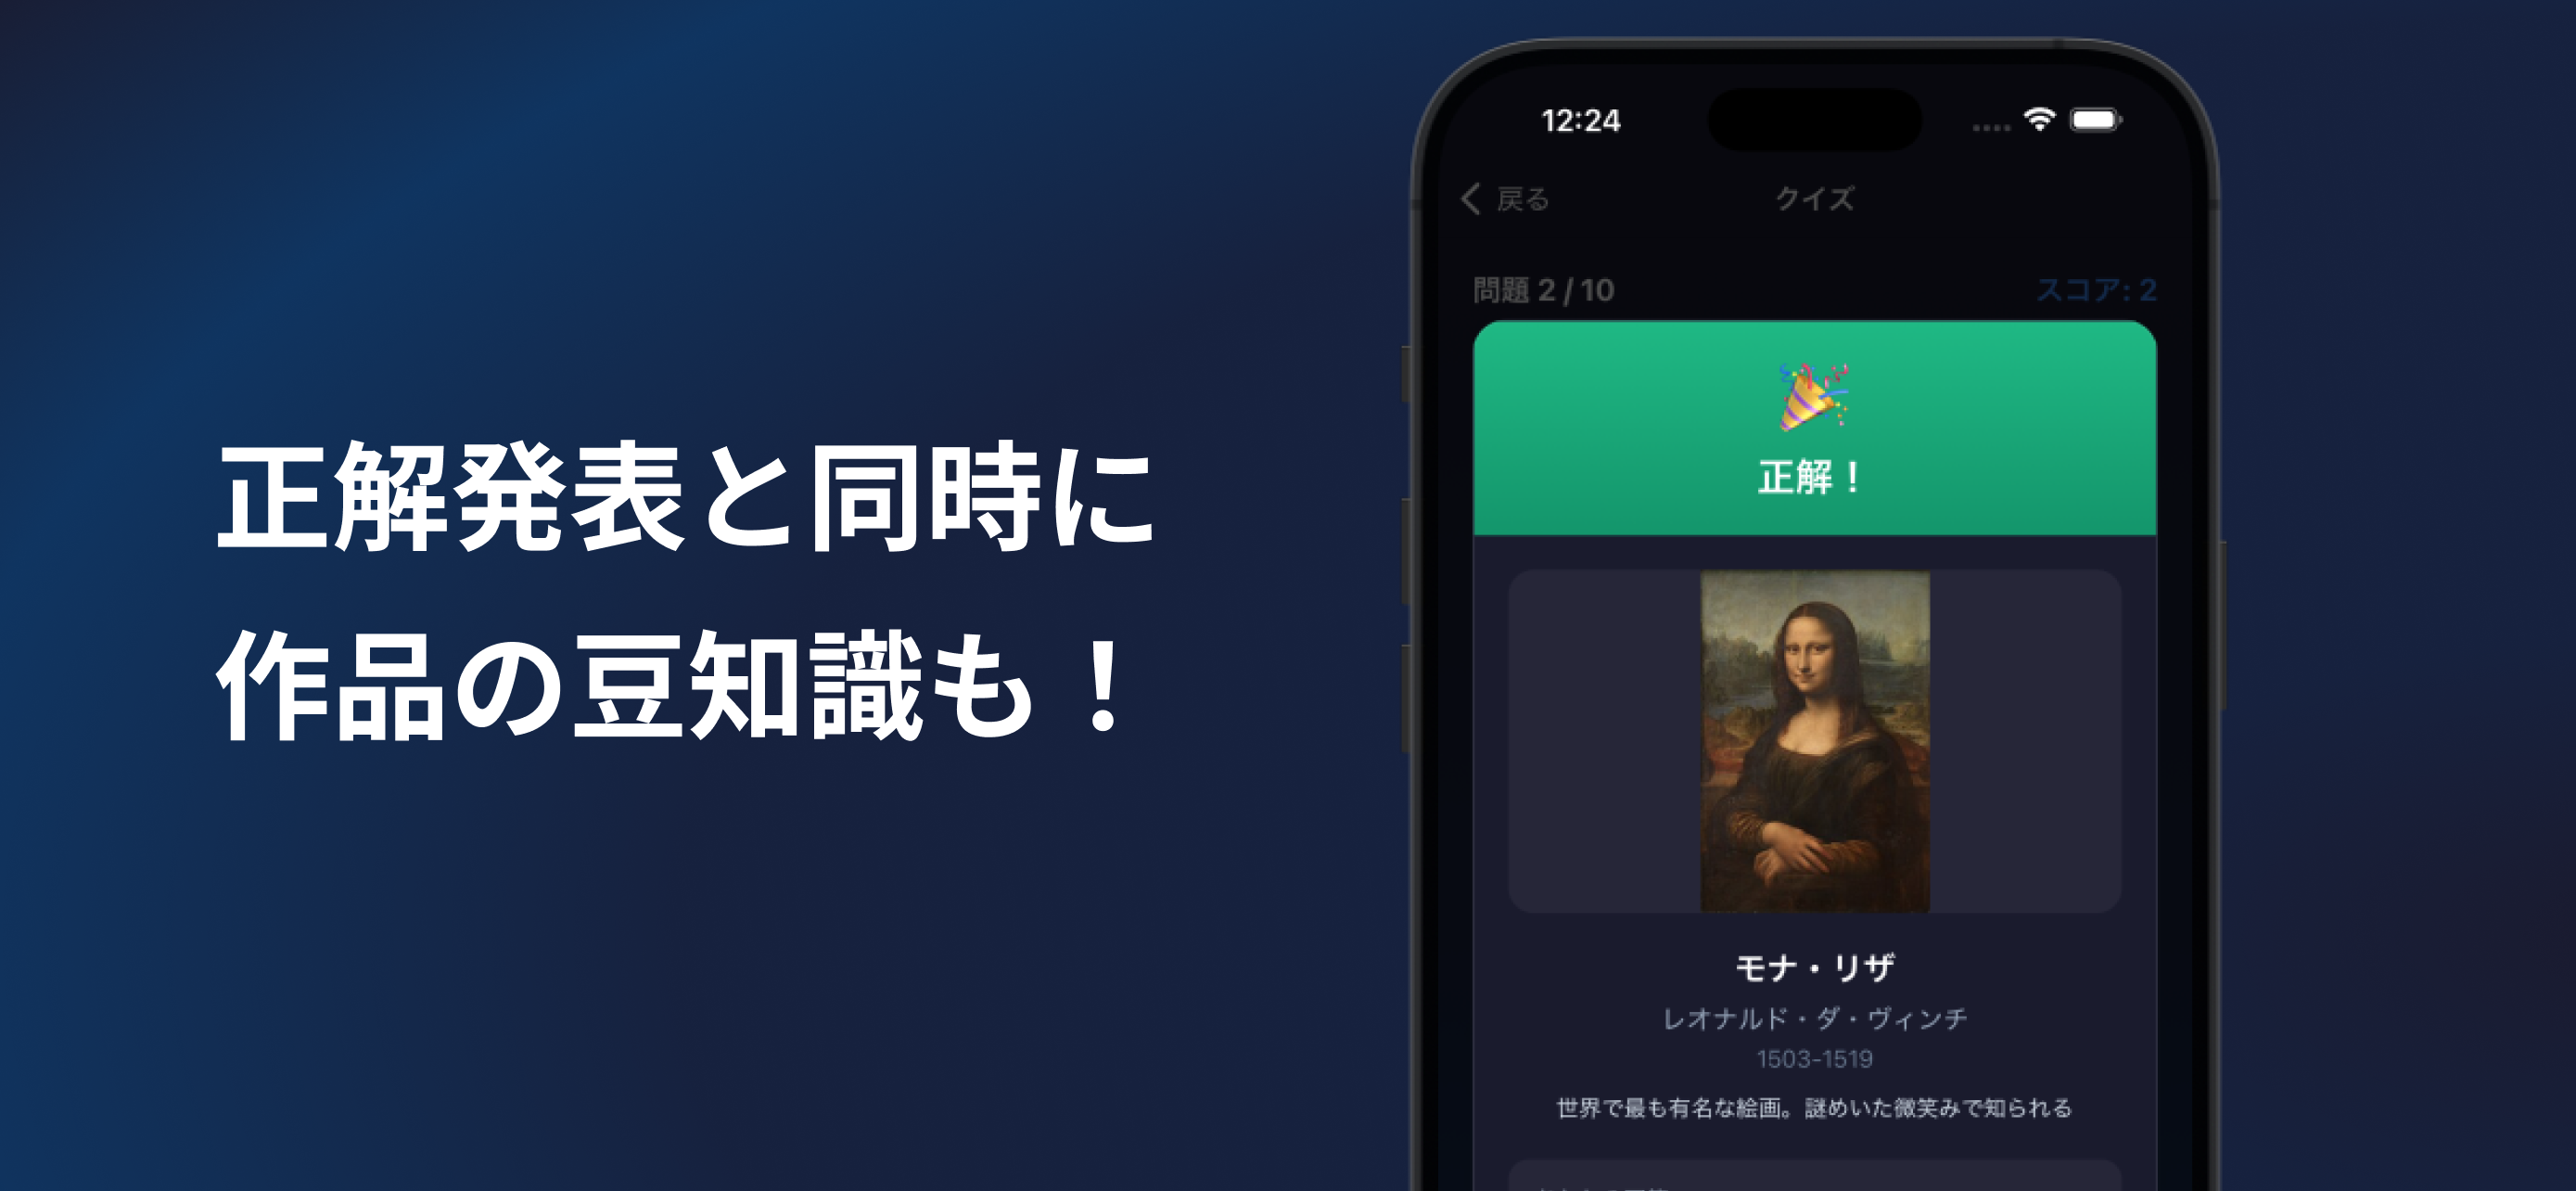 正解発表と同時に
作品の豆知識も！
12:24
戻る
クイズ
問題 2 / 10
スコア: 2
正解！
モナ・リザ
レオナルド・ダ・ヴィンチ
1503-1519
世界で最も有名な絵画。謎めいた微笑みで知られる